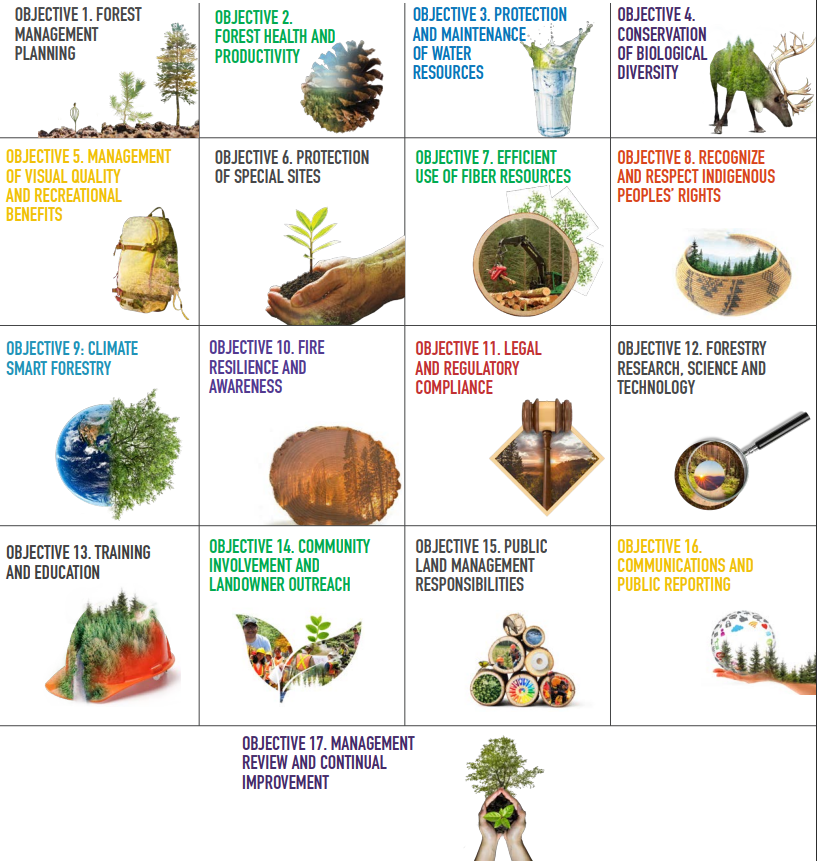 OBJECTIVE 1. FOREST
MANAGEMENT
PLANNING
OBJECTIVE 2.
FOREST HEALTH AND
PRODUCTIVITY
OBJECTIVE 3. PROTECTION
AND MAINTENANCE
OF WATER
RESOURCES
OBJECTIVE 4.
CONSERVATION
OF BIOLOGICAL
DIVERSITY
OBJECTIVE 5. MANAGEMENT
OF VISUAL QUALITY
AND RECREATIONAL
BENEFITS
OBJECTIVE 6. PROTECTION
OF SPECIAL SITES
OBJECTIVE 7. EFFICIENT
USE OF FIBER RESOURCES
OBJECTIVE 8. RECOGNIZE
AND RESPECT INDIGENOUS
PEOPLES' RIGHTS
OBJECTIVE 9: CLIMATE
SMART FORESTRY
OBJECTIVE 10. FIRE
RESILIENCE AND
AWARENESS
OBJECTIVE 11. LEGAL
AND REGULATORY
COMPLIANCE
OBJECTIVE 12. FORESTRY
RESEARCH, SCIENCE AND
TECHNOLOGY
OBJECTIVE 13. TRAINING
AND EDUCATION
OBJECTIVE 14. COMMUNITY
INVOLVEMENT AND
LANDOWNER OUTREACH
OBJECTIVE 15. PUBLIC
LAND MANAGEMENT
RESPONSIBILITIES
OBJECTIVE 16.
COMMUNICATIONS AND
PUBLIC REPORTING
OBJECTIVE 17. MANAGEMENT
REVIEW AND CONTINUAL
IMPROVEMENT